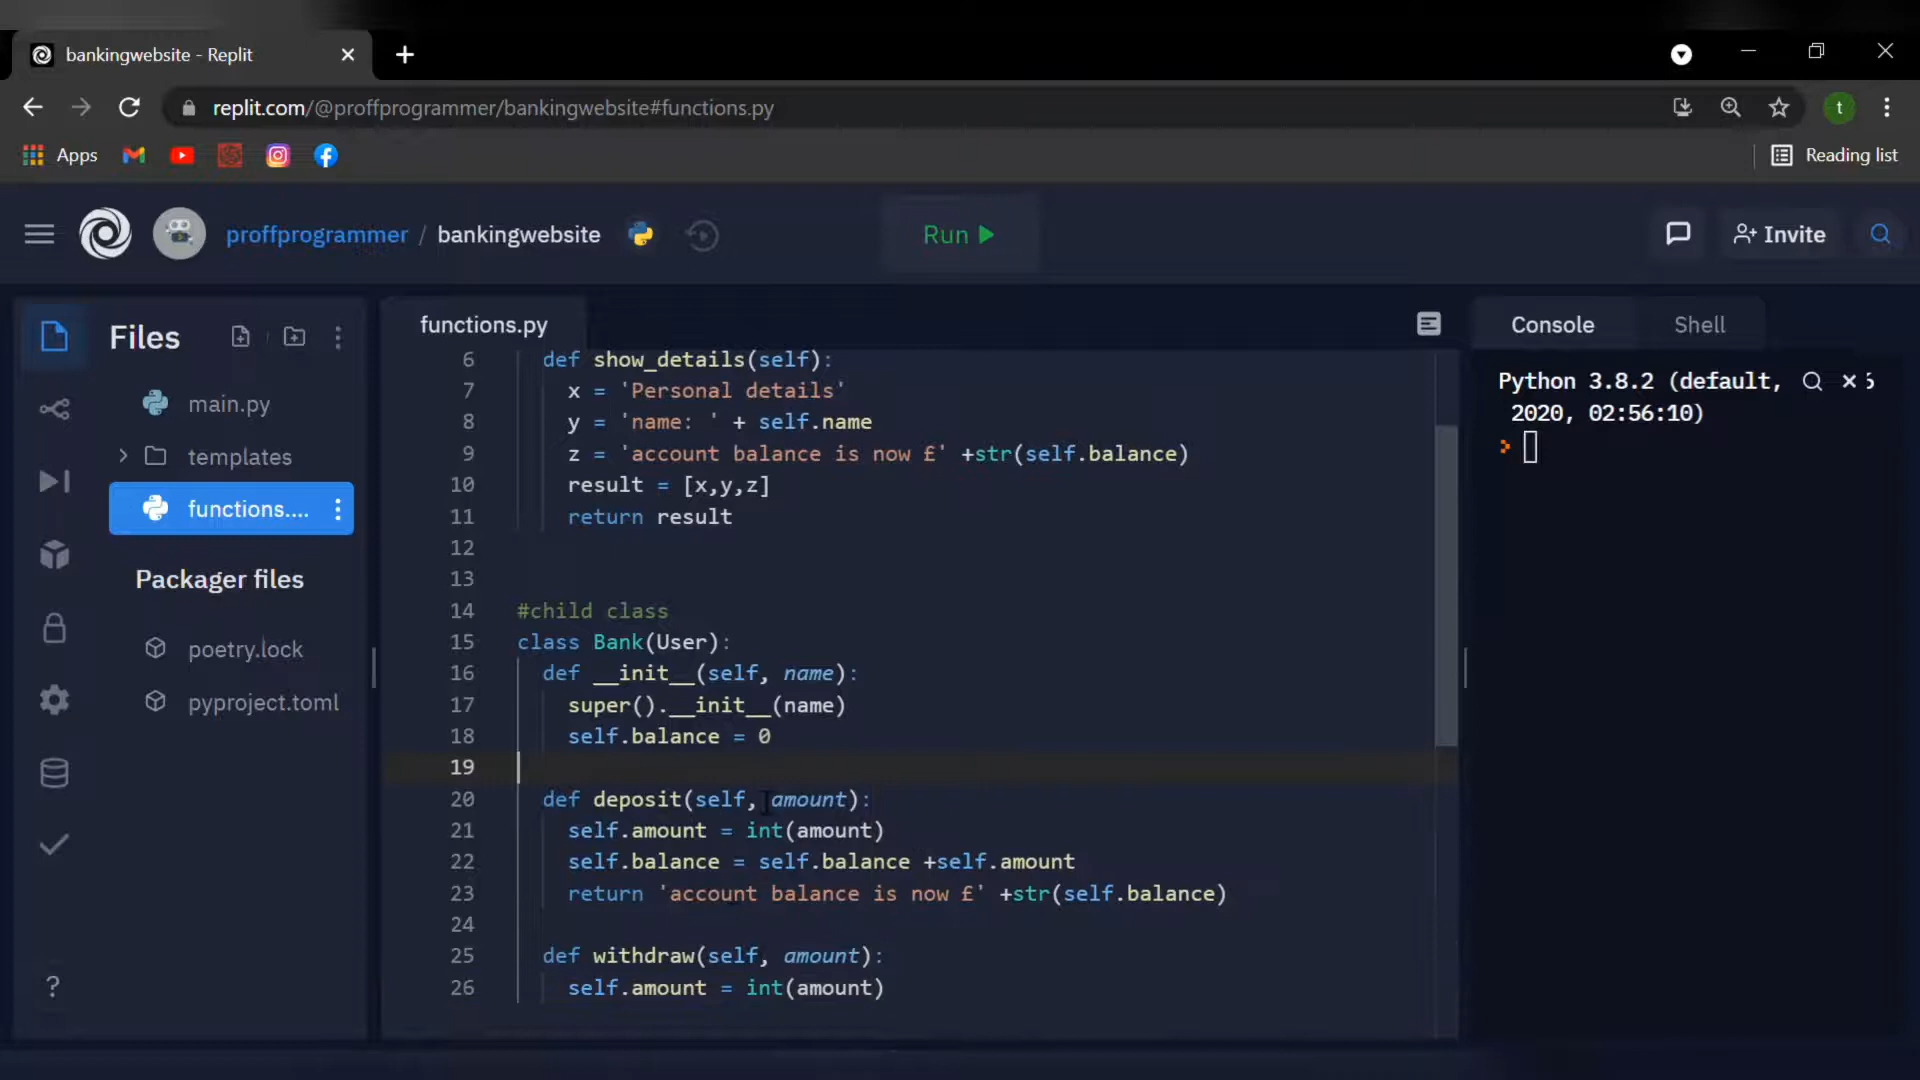 bankingwebsite - Replit
replit.com/@proffprogrammer/bankingwebsite#functions.py
t
Apps
Reading list
proffprogrammer / bankingwebsite
Run
Invite
Files
main.py
templates
functions....
Packager files
poetry.lock
pyproject.toml
?
functions.py
6 def show_details(self):
7 x = 'Personal details'
8 y = 'name: ' + self.name
9 z = 'account balance is now £' +str(self.balance)
10 result = [x,y,z]
11 return result
12
13
14 #child class
15 class Bank(User):
16 def __init__(self, name):
17 super().__init__(name)
18 self.balance = 0
19
20 def deposit(self, amount):
21 self.amount = int(amount)
22 self.balance = self.balance +self.amount
23 return 'account balance is now £' +str(self.balance)
24
25 def withdraw(self, amount):
26 self.amount = int(amount)
Console
Shell
Python 3.8.2 (default,
2020, 02:56:10)